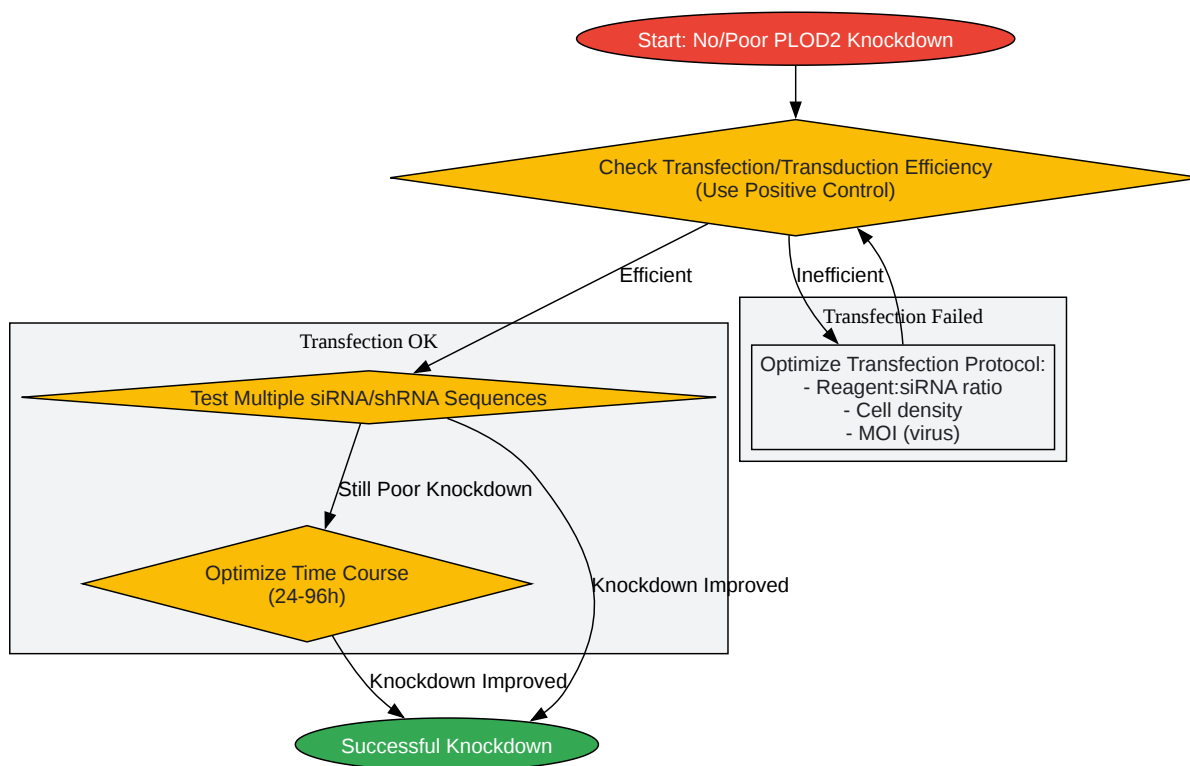 Start: No/Poor PLOD2 Knockdown
Check Transfection/Transduction Efficiency
(Use Positive Control)
Efficient
Inefficient
Transfection OK
Test Multiple siRNA/shRNA Sequences
Transfection Failed
Optimize Transfection Protocol:
- Reagent:siRNA ratio
- Cell density
- MOI (virus)
Still Poor Knockdown
Optimize Time Course
(24-96h)
Knockdown Improved
Knockdown Improved
Successful Knockdown